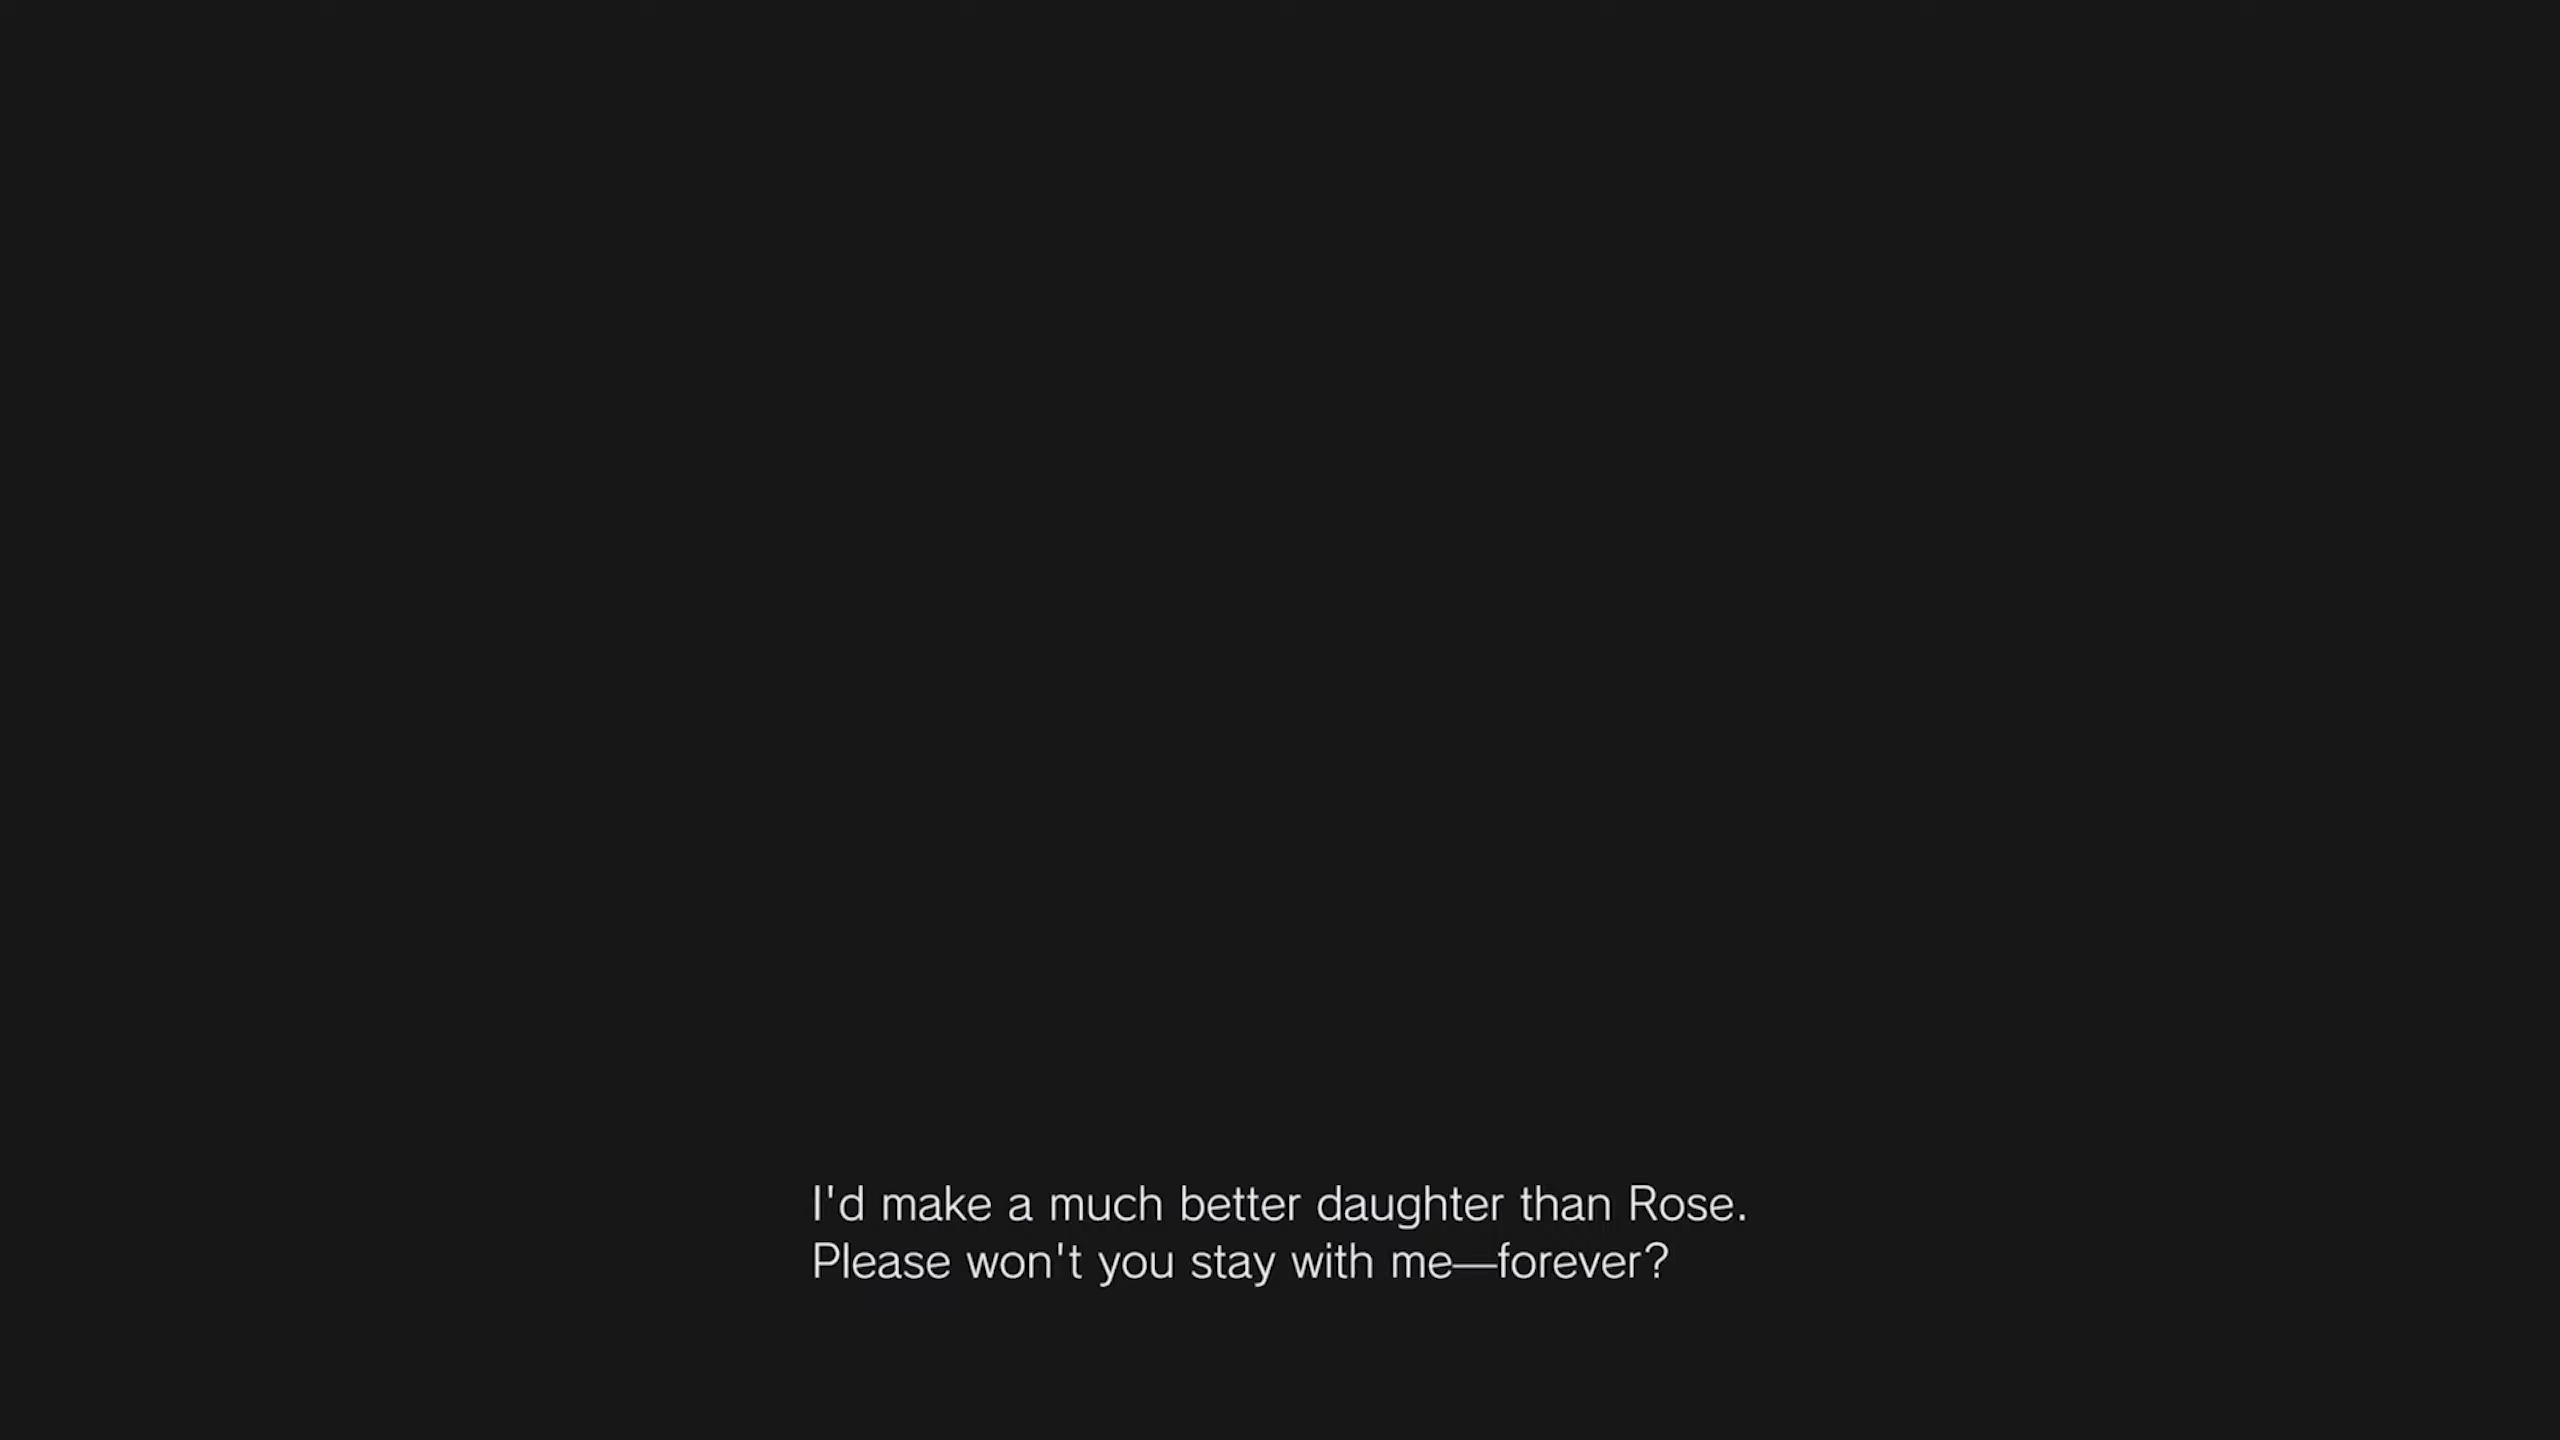 I'd make a much better daughter than Rose.
Please won't you stay with me—forever?